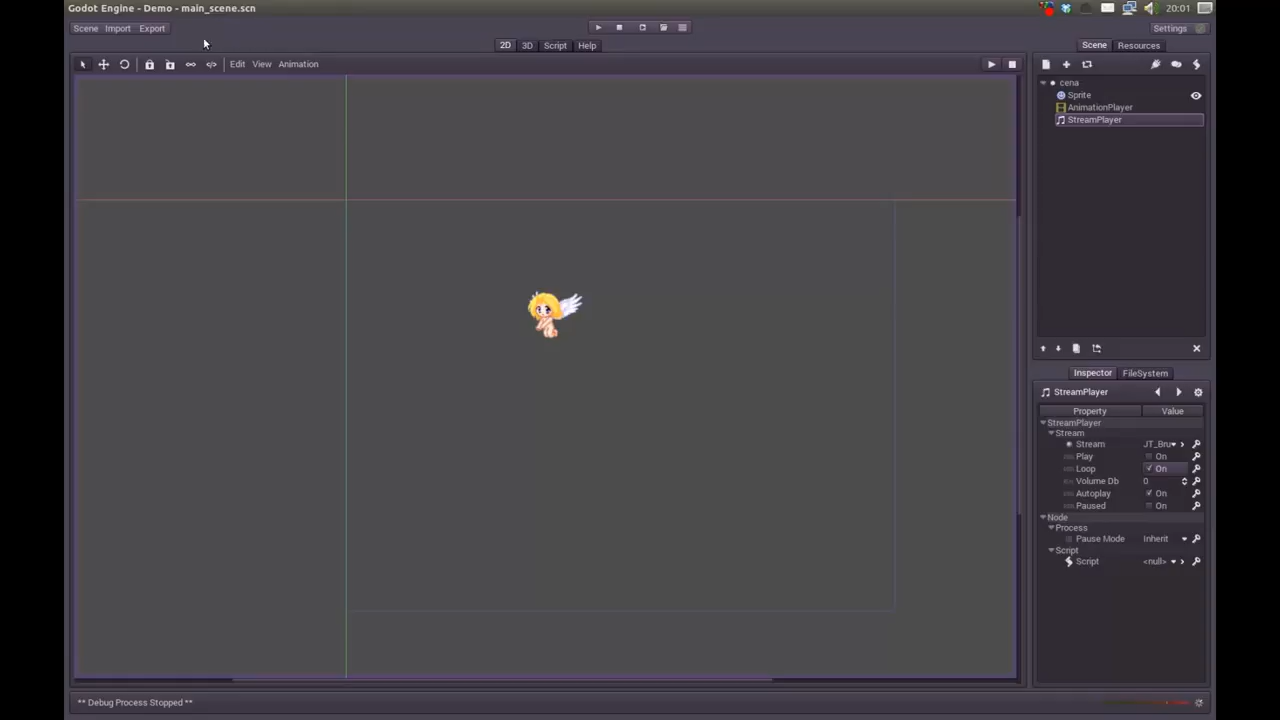 Godot Engine - Demo - main_scene.scn
20:01
Scene Import Export
Settings
2D 3D Script Help
Scene Resources
Edit View Animation
cena
Sprite
AnimationPlayer
StreamPlayer
Inspector FileSystem
StreamPlayer
Property Value
StreamPlayer
Stream
Stream JT_Bru
Play On
Loop On
Volume Db 0
Autoplay On
Paused On
Node
Process
Pause Mode Inherit
Script
Script <null>
** Debug Process Stopped **